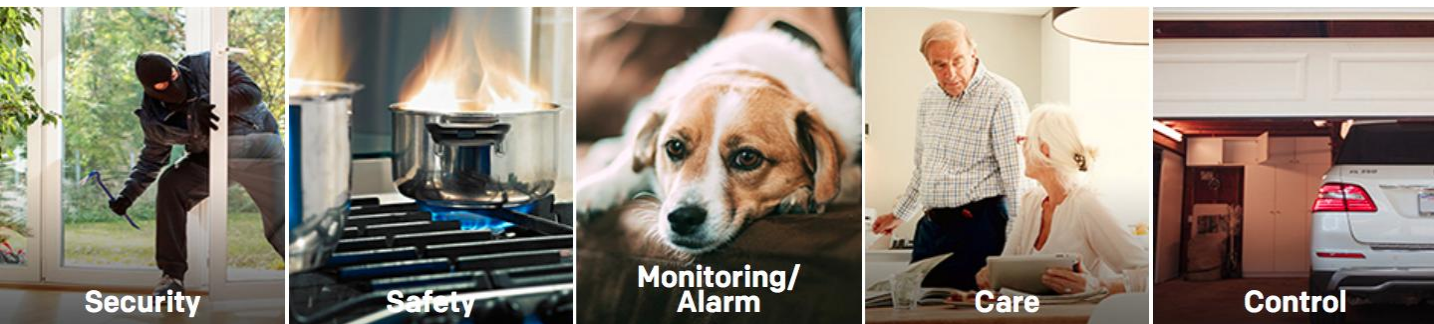 Security
Safety
Monitoring/
Alarm
Care
Control